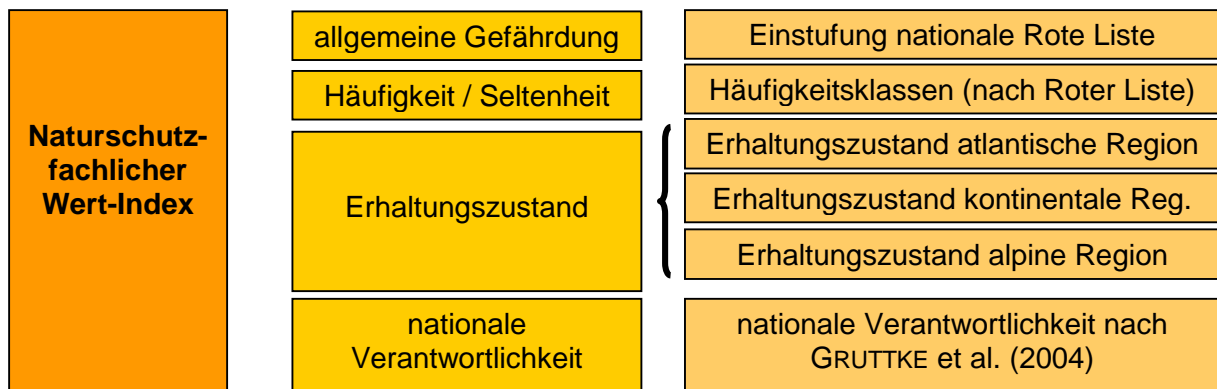 Naturschutz-
fachlicher
Wert-Index
allgemeine Gefährdung
Einstufung nationale Rote Liste
Häufigkeit / Seltenheit
Häufigkeitsklassen (nach Roter Liste)
Erhaltungszustand
Erhaltungszustand atlantische Region
Erhaltungszustand kontinentale Reg.
Erhaltungszustand alpine Region
nationale
Verantwortlichkeit
nationale Verantwortlichkeit nach
GRUTTKE et al. (2004)